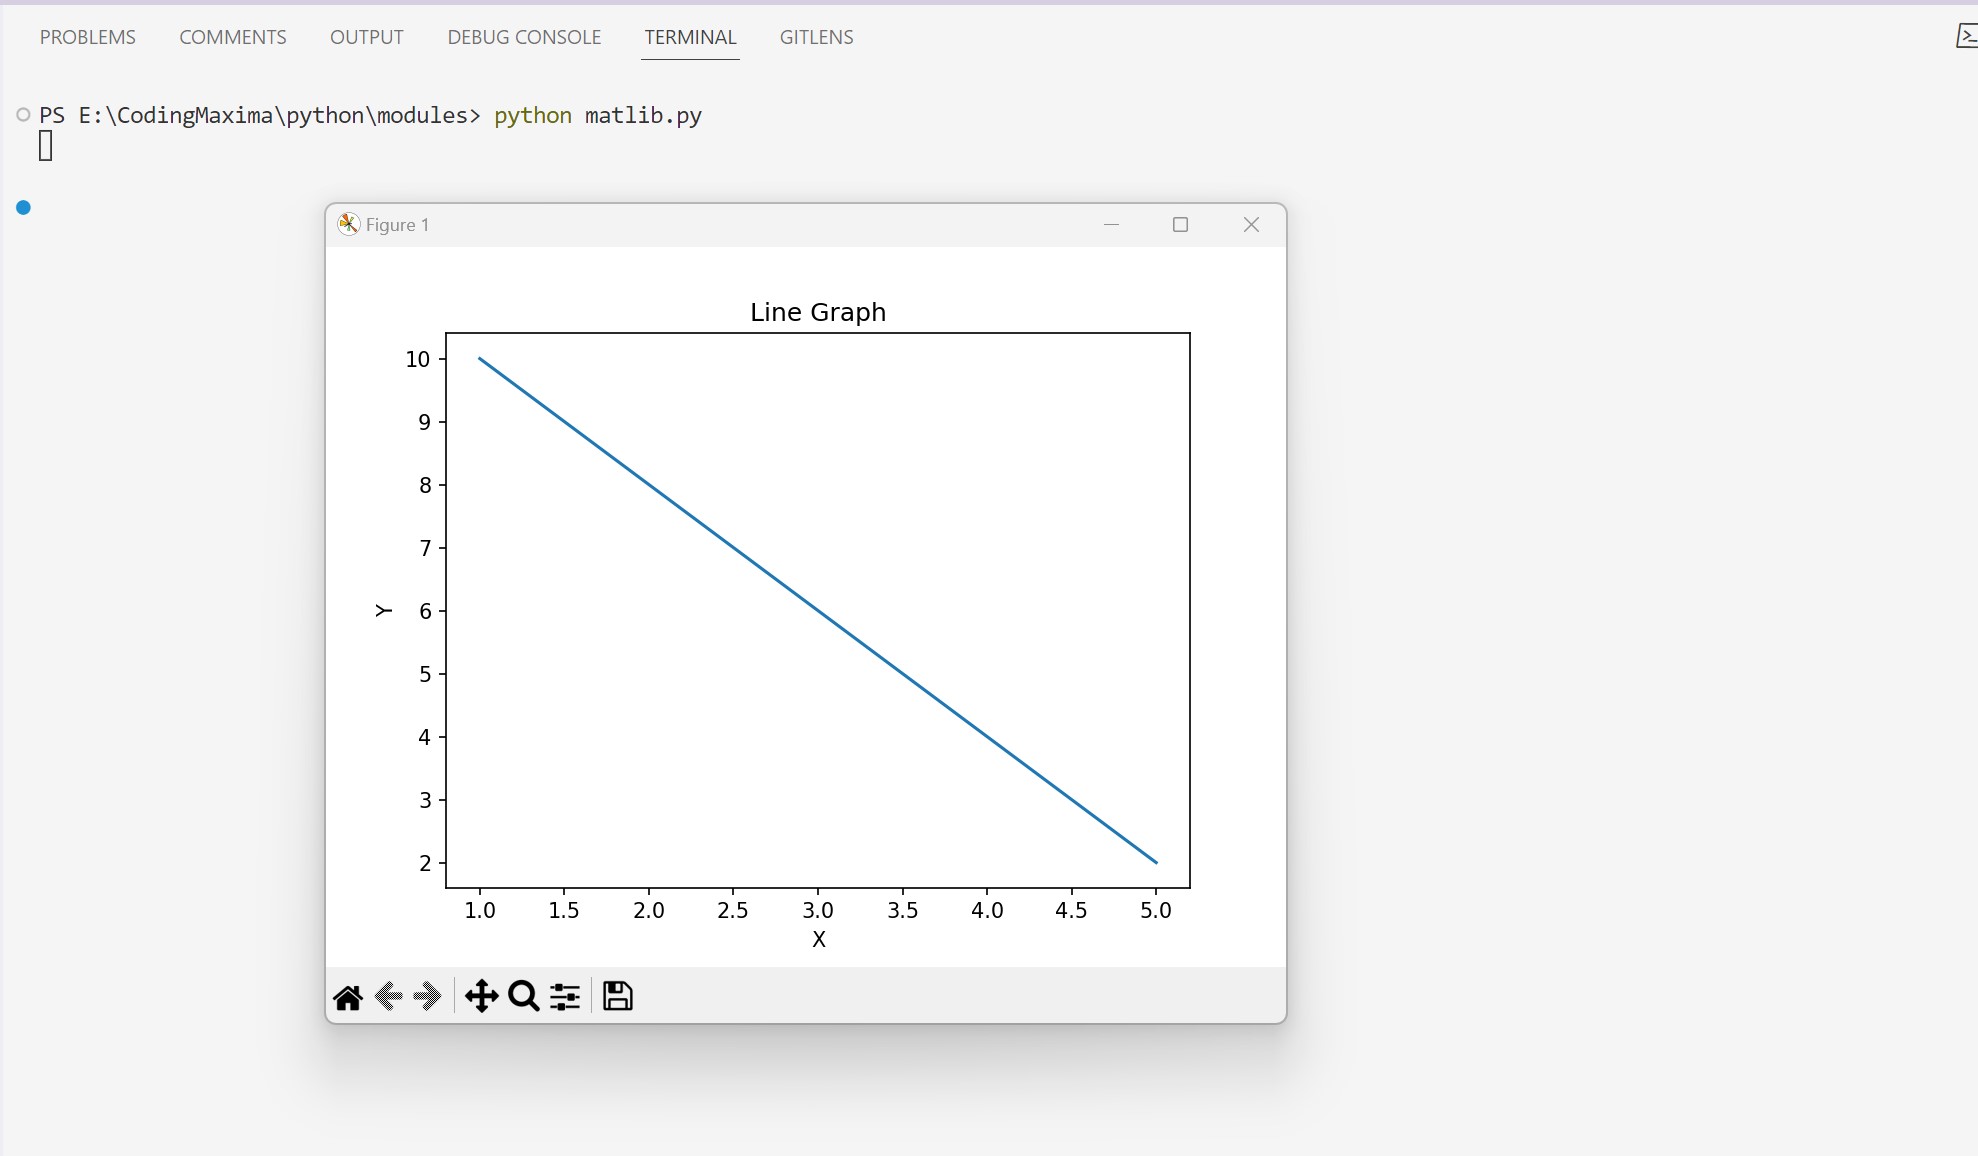 PROBLEMS COMMENTS OUTPUT DEBUG CONSOLE TERMINAL GITLENS
PS E:\CodingMaxima\python\modules> python matlib.py
Figure 1
Line Graph
10
9
8
7
6
5
4
3
2
Y
1.0 1.5 2.0 2.5 3.0 3.5 4.0 4.5 5.0
X